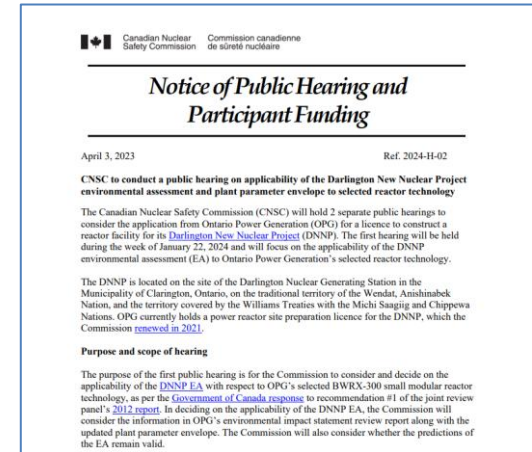 Canadian Nuclear Safety Commission
Commission canadienne de sûreté nucléaire
Notice of Public Hearing and
Participant Funding
April 3, 2023 Ref. 2024-H-02
CNSC to conduct a public hearing on applicability of the Darlington New Nuclear Project
environmental assessment and plant parameter envelope to selected reactor technology
The Canadian Nuclear Safety Commission (CNSC) will hold 2 separate public hearings to
consider the application from Ontario Power Generation (OPG) for a licence to construct a
reactor facility for its Darlington New Nuclear Project (DNNP). The first hearing will be held
during the week of January 22, 2024 and will focus on the applicability of the DNNP
environmental assessment (EA) to Ontario Power Generation's selected reactor technology.
The DNNP is located on the site of the Darlington Nuclear Generating Station in the
Municipality of Clarington, Ontario, on the traditional territory of the Wendat, Anishinabek
Nation, and the territory covered by the Williams Treaties with the Michi Saagiig and Chippewa
Nations. OPG currently holds a power reactor site preparation licence for the DNNP, which the
Commission renewed in 2021.
Purpose and scope of hearing
The purpose of the first public hearing is for the Commission to consider and decide on the
applicability of the DNNP EA with respect to OPG's selected BWRX-300 small modular reactor
technology, as per the Government of Canada response to recommendation #1 of the joint review
panel's 2012 report. In deciding on the applicability of the DNNP EA, the Commission will
consider the information in OPG's environmental impact statement review report along with the
updated plant parameter envelope. The Commission will also consider whether the predictions of
the EA remain valid.